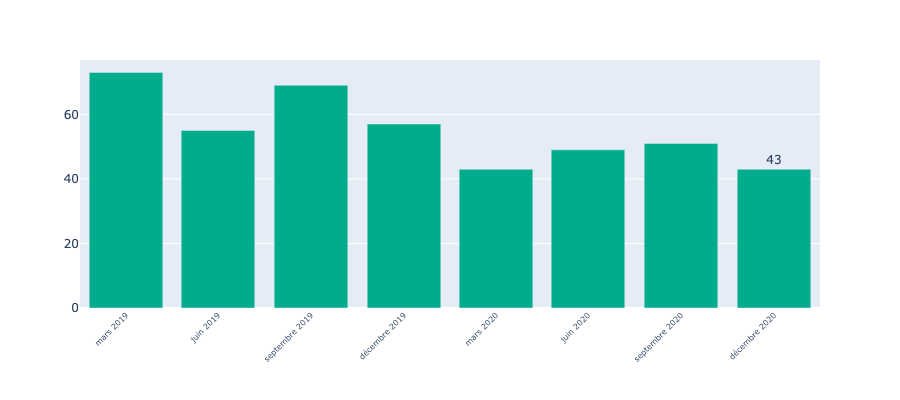 60
40
20
0
43
mars 2019
juin 2019
septembre 2019
décembre 2019
mars 2020
juin 2020
septembre 2020
décembre 2020